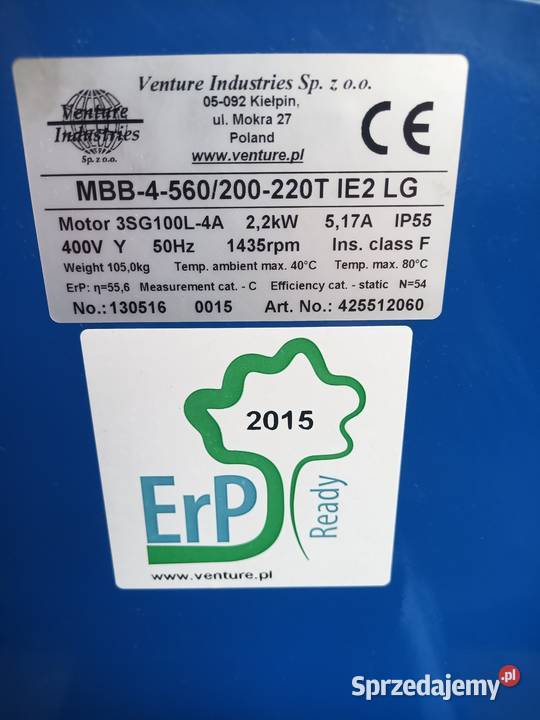 Venture Industries Sp. z o.o.
05-092 Kiełpin,
ul. Mokra 27
Poland
www.venture.pl
Venture
Industries
Sp. z o.o.
CE
MBB-4-560/200-220T IE2 LG
Motor 3SG100L-4A 2,2kW 5,17A IP55
400V Y 50Hz 1435rpm Ins. class F
Weight 105,0kg Temp. ambient max. 40°C Temp. max. 80°C
ErP: η=55,6 Measurement cat. - C Efficiency cat. - static N=54
No.:130516 0015 Art. No.: 425512060
2015
ErP
Ready
www.venture.pl
Sprzedajemy.pl